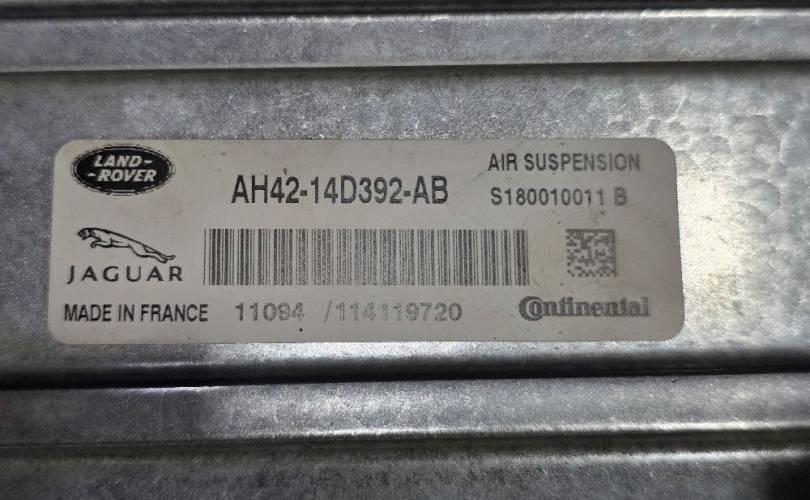 LAND-
ROVER
AH42-14D392-AB
AIR SUSPENSION
S180010011 B
JAGUAR
MADE IN FRANCE
11094 /114119720
Continental